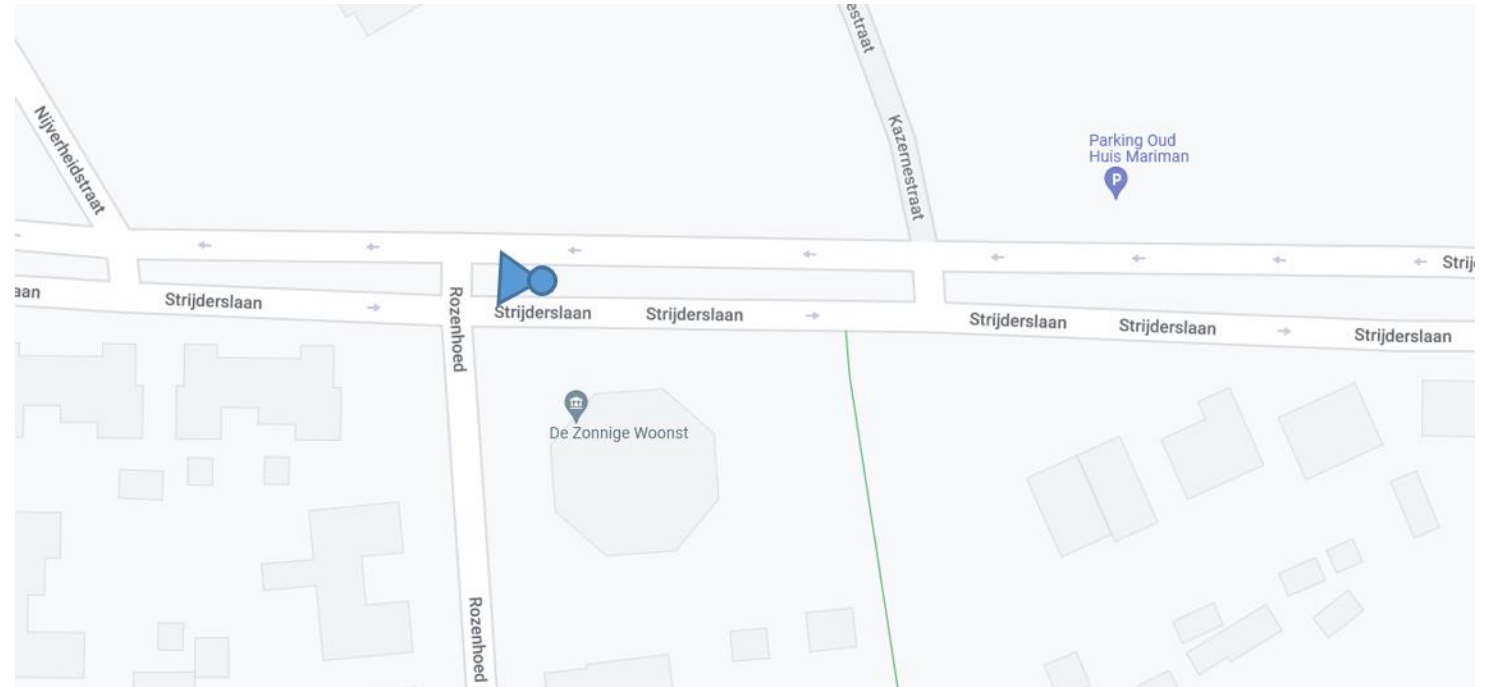 estraat
Nijverheidstraat
Kazernestraat
Parking Oud
Huis Mariman
P
Strij
aan
Strijderslaan
Strijderslaan
Strijderslaan
Strijderslaan
Strijderslaan
Strijderslaan
Rozenhoed
De Zonnige Woonst
Rozenhoed